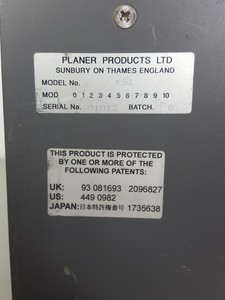 PLANER PRODUCTS LTD
SUNBURY ON THAMES ENGLAND
MODEL No.
MOD 0 1 2 3 4 5 6 7 8 9 10
SERIAL No. 01012 BATCH.
THIS PRODUCT IS PROTECTED
BY ONE OR MORE OF THE
FOLLOWING PATENTS:
UK: 93 081693 2096827
US: 449 0982
JAPAN: 日本特許権番号 1735638